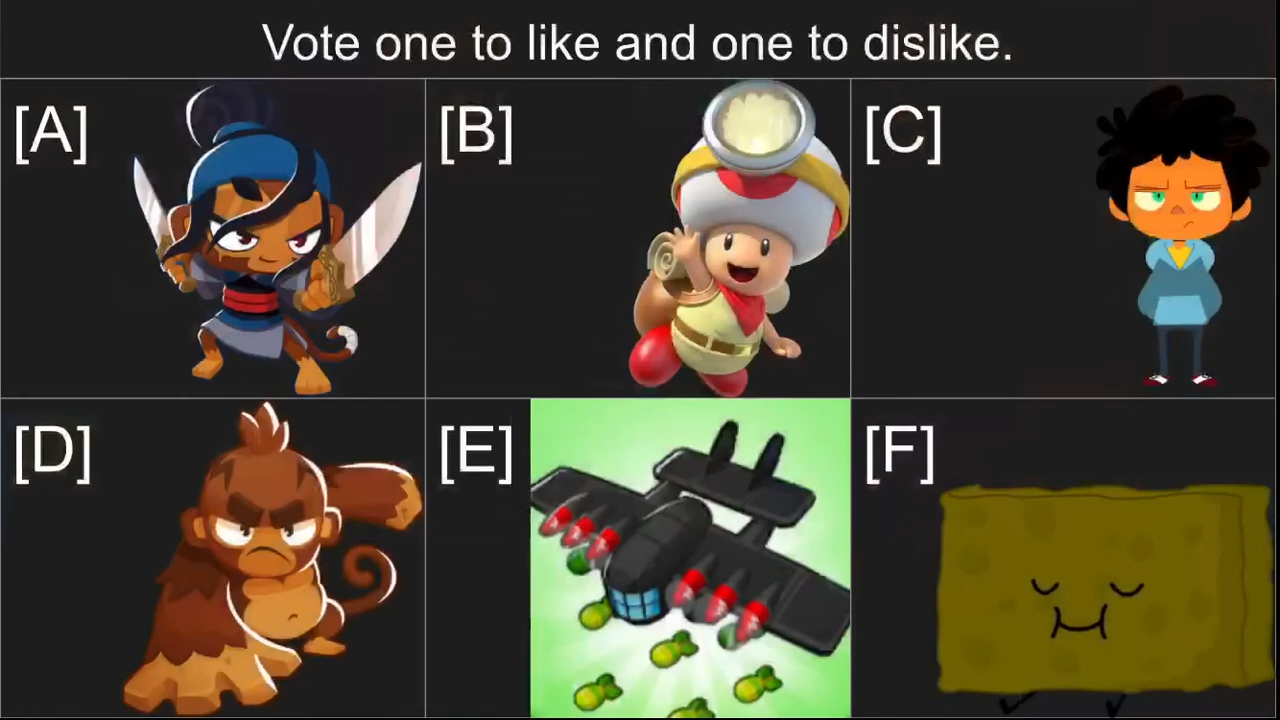 Vote one to like and one to dislike.
[A] [B] [C]
[D] [E] [F]